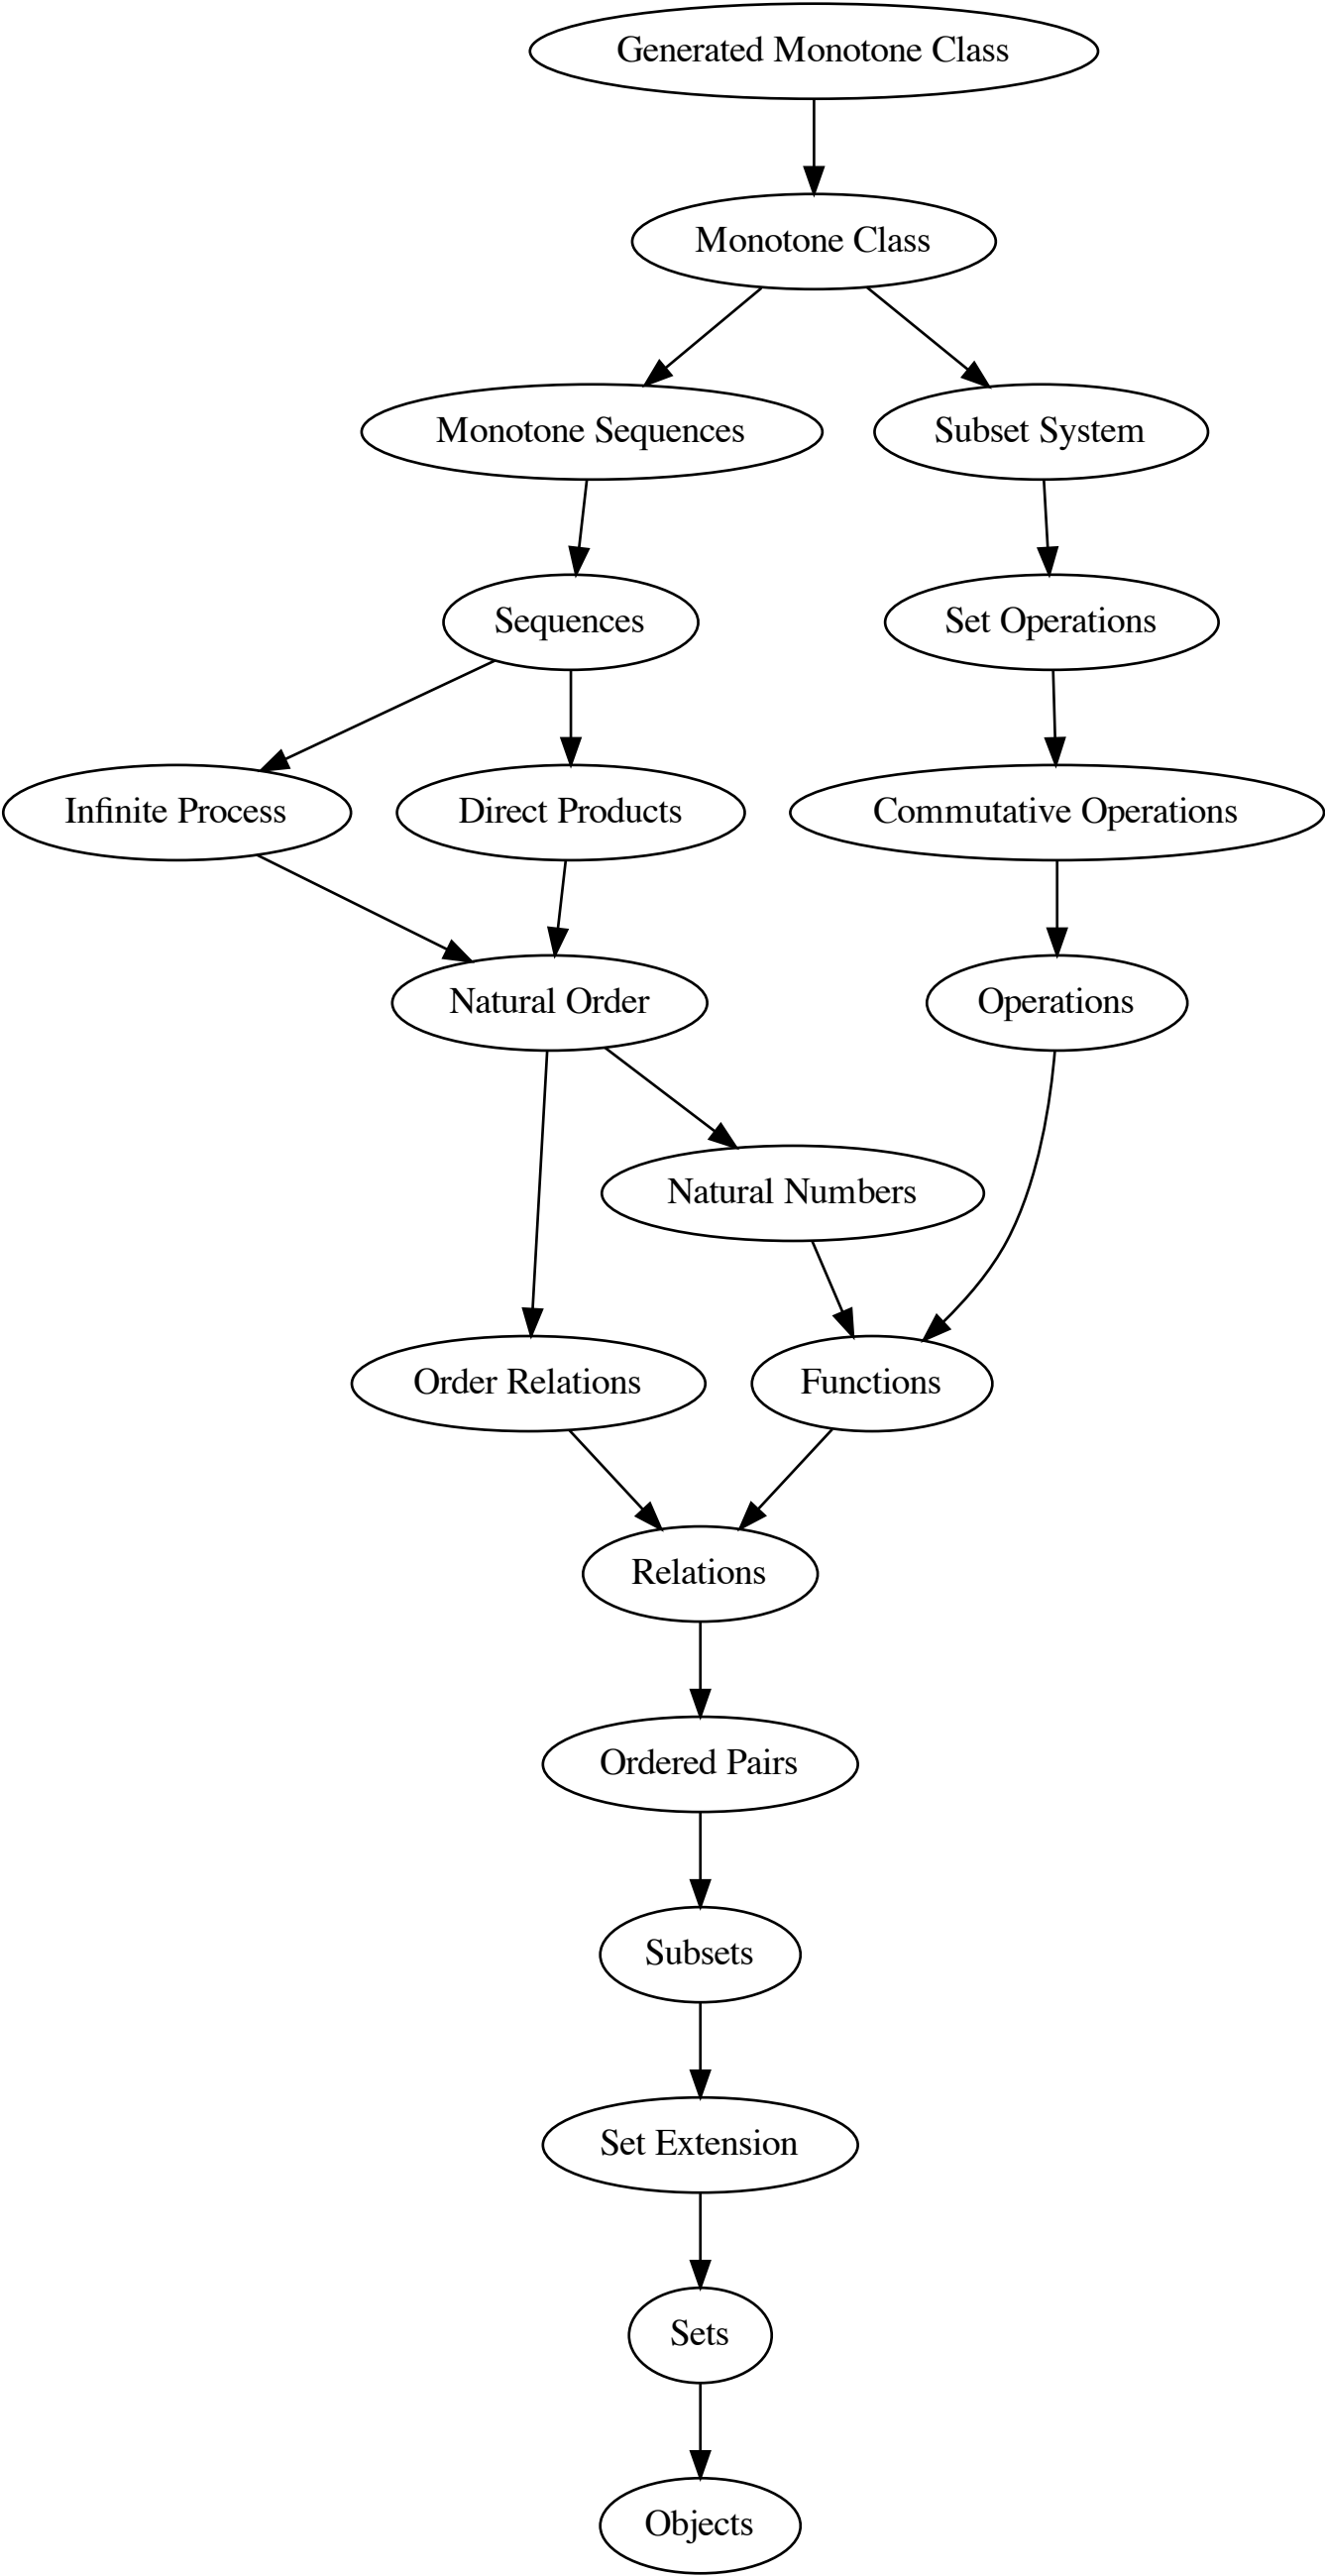 Generated Monotone Class
Monotone Class
Monotone Sequences
Subset System
Sequences
Set Operations
Infinite Process
Direct Products
Commutative Operations
Natural Order
Operations
Natural Numbers
Order Relations
Functions
Relations
Ordered Pairs
Subsets
Set Extension
Sets
Objects